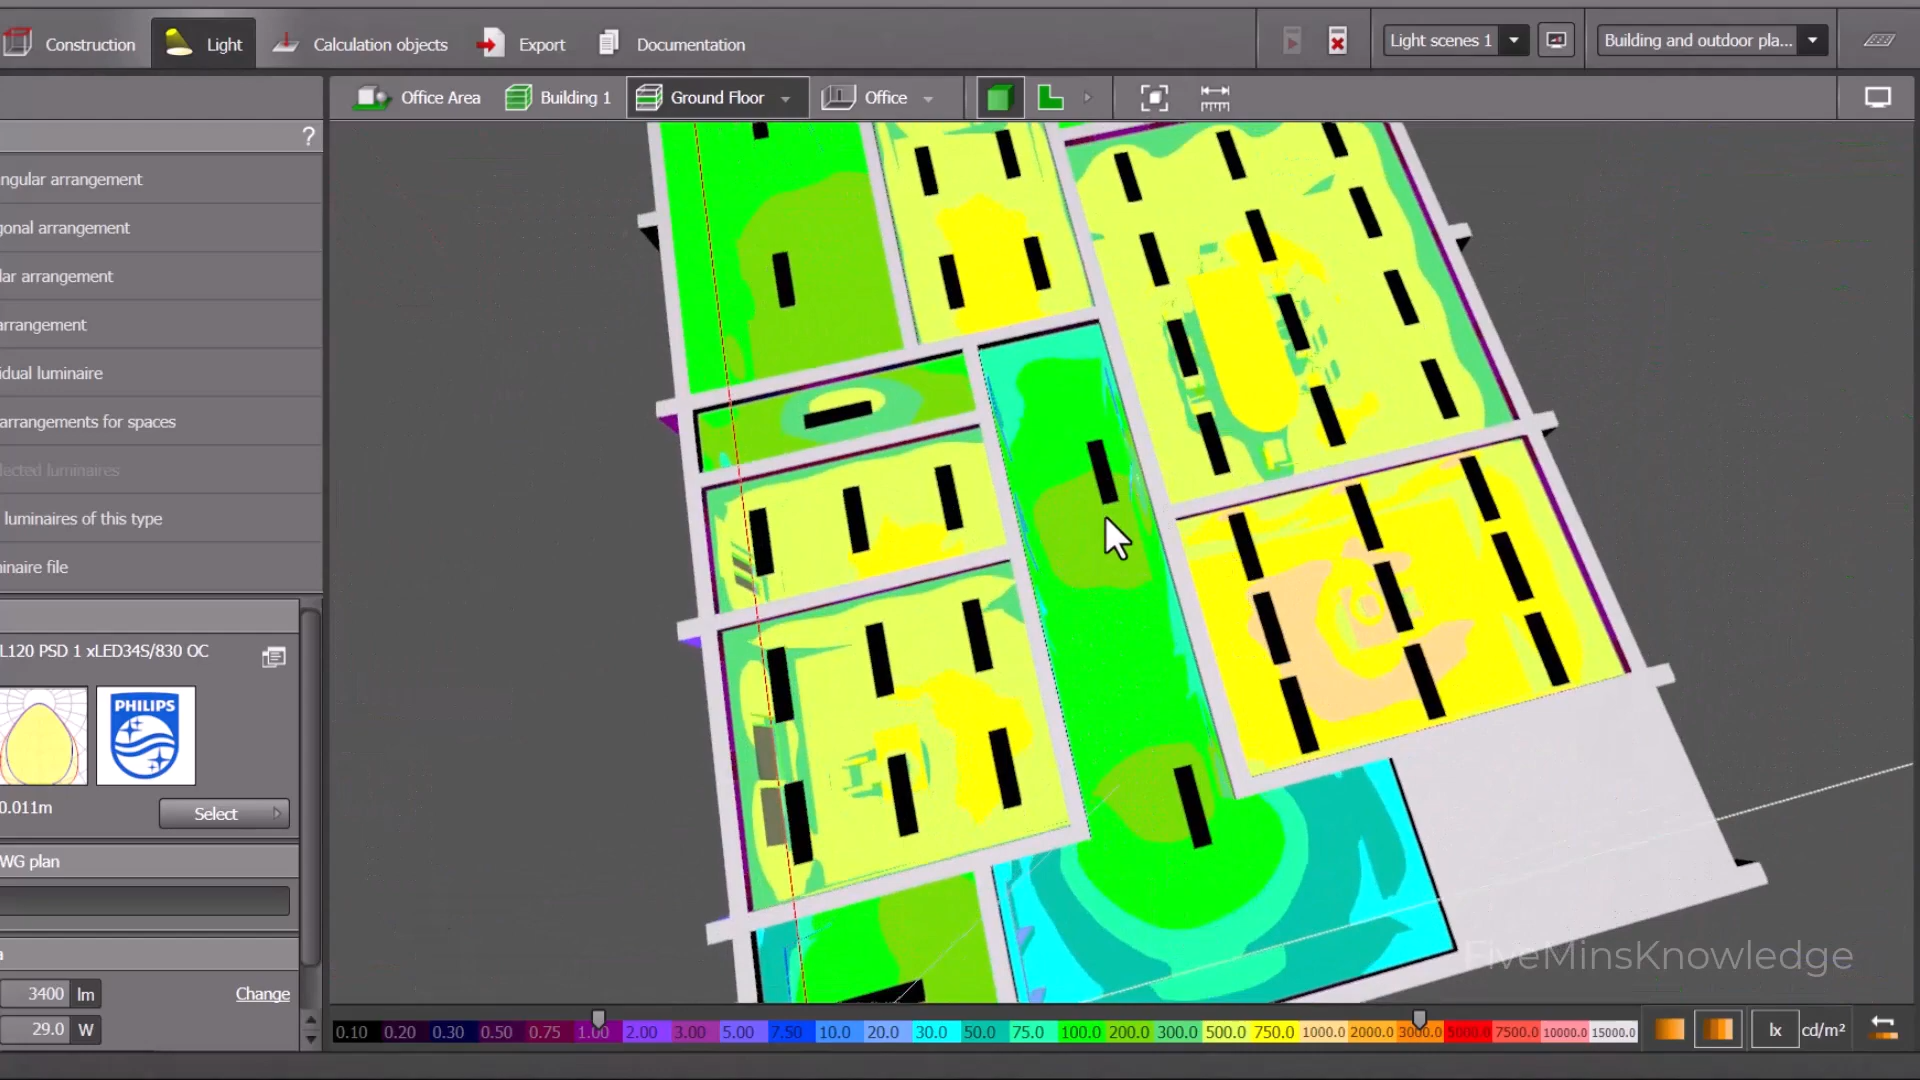 Construction
Light
Calculation objects
Export
Documentation
Light scenes 1
Building and outdoor pla...
Office Area
Building 1
Ground Floor
Office
?
ngular arrangement
gonal arrangement
lar arrangement
arrangement
idual luminaire
arrangements for spaces
lected luminaires
luminaires of this type
inaire file
L120 PSD 1 xLED34S/830 OC
PHILIPS
0.011m
Select
WG plan
a
3400 lm
Change
29.0 W
FiveMinsKnowledge
0.10 0.20 0.30 0.50 0.75 1.00 2.00 3.00 5.00 7.50 10.0 20.0 30.0 50.0 75.0 100.0 200.0 300.0 500.0 750.0 1000.0 2000.0 3000.0 5000.0 7500.0 10000.0 15000.0
lx cd/m²